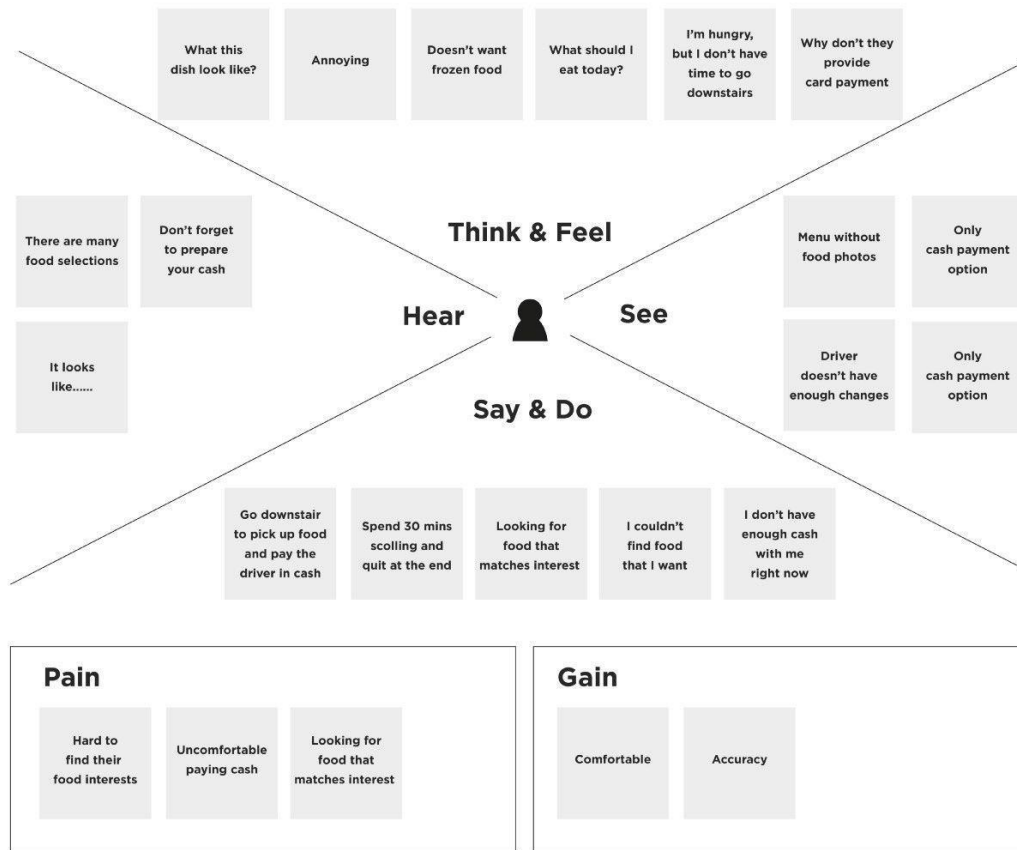 What this
dish look like?
Annoying
Doesn't want
frozen food
What should I
eat today?
I'm hungry,
but I don't have
time to go
downstairs
Why don't they
provide
card payment
Think & Feel
There are many
food selections
Don't forget
to prepare
your cash
It looks
like......
Hear
See
Menu without
food photos
Only
cash payment
option
Driver
doesn't have
enough changes
Only
cash payment
option
Say & Do
Go downstair
to pick up food
and pay the
driver in cash
Spend 30 mins
scolling and
quit at the end
Looking for
food that
matches interest
I couldn't
find food
that I want
I don't have
enough cash
with me
right now
Pain
Hard to
find their
food interests
Uncomfortable
paying cash
Looking for
food that
matches interest
Gain
Comfortable
Accuracy